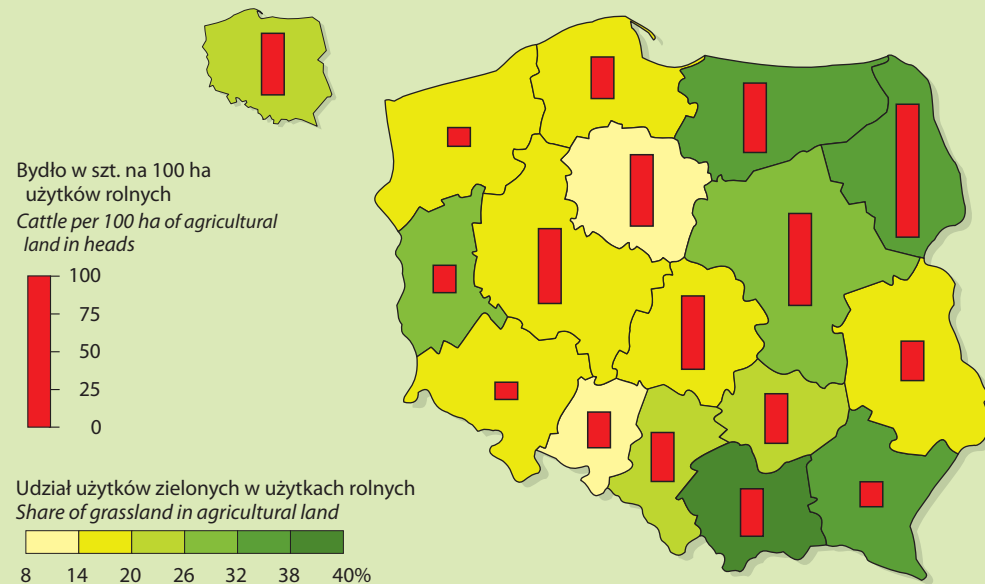 Bydło w szt. na 100 ha
użytków rolnych
Cattle per 100 ha of agricultural
land in heads
100
75
50
25
0
Udział użytków zielonych w użytkach rolnych
Share of grassland in agricultural land
8 14 20 26 32 38 40%